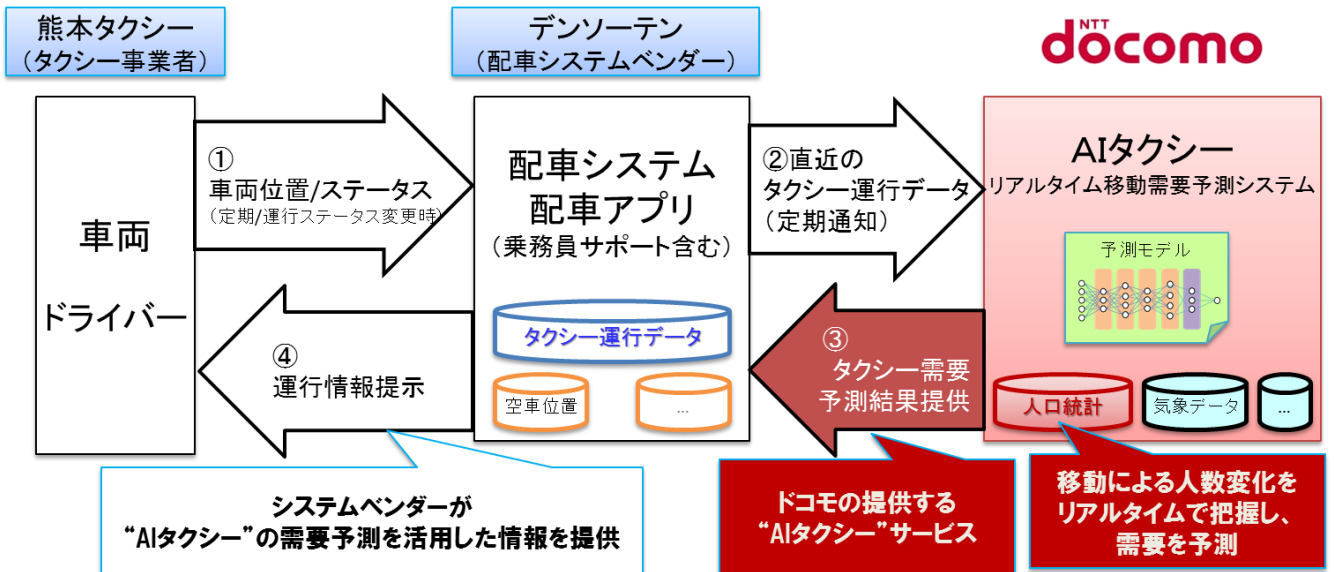 熊本タクシー
（タクシー事業者）
デンソーテン
（配車システムベンダー）
NTT
döcomo
車両
ドライバー
①
車両位置/ステータス
（定期/運行ステータス変更時）
配車システム
配車アプリ
（乗務員サポート含む）
②直近の
タクシー運行データ
（定期通知）
AIタクシー
リアルタイム移動需要予測システム
予測モデル
④
運行情報提示
タクシー運行データ
空車位置
...
③
タクシー需要
予測結果提供
人口統計
気象データ
...
システムベンダーが
“AIタクシー”の需要予測を活用した情報を提供
ドコモの提供する
“AIタクシー”サービス
移動による人数変化を
リアルタイムで把握し、
需要を予測